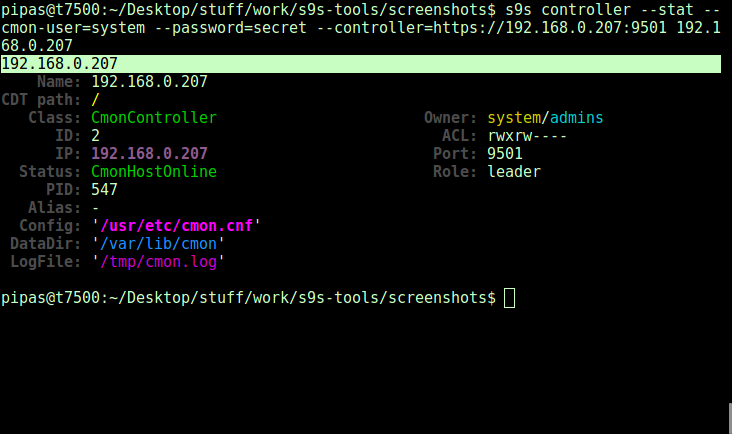 pipas@t7500:~/Desktop/stuff/work/s9s-tools/screenshots$ s9s controller --stat --
cmon-user=system --password=secret --controller=https://192.168.0.207:9501 192.1
68.0.207
192.168.0.207
Name: 192.168.0.207
CDT path: /
Class: CmonController Owner: system/admins
ID: 2 ACL: rwxrw----
IP: 192.168.0.207 Port: 9501
Status: CmonHostOnline Role: leader
PID: 547
Alias: -
Config: '/usr/etc/cmon.cnf'
DataDir: '/var/lib/cmon'
LogFile: '/tmp/cmon.log'
pipas@t7500:~/Desktop/stuff/work/s9s-tools/screenshots$